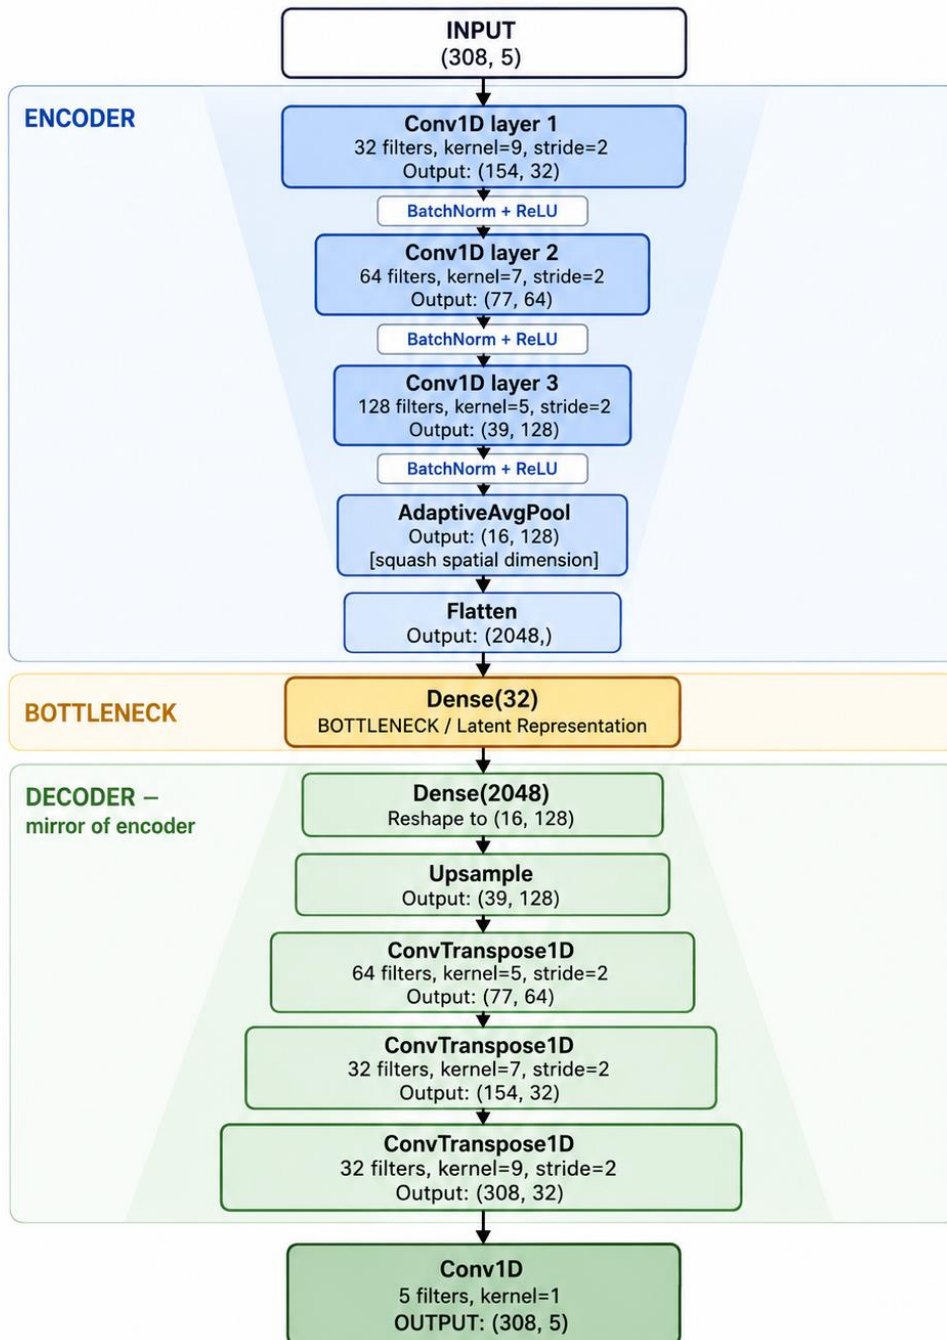 INPUT
(308, 5)
ENCODER
Conv1D layer 1
32 filters, kernel=9, stride=2
Output: (154, 32)
BatchNorm + ReLU
Conv1D layer 2
64 filters, kernel=7, stride=2
Output: (77, 64)
BatchNorm + ReLU
Conv1D layer 3
128 filters, kernel=5, stride=2
Output: (39, 128)
BatchNorm + ReLU
AdaptiveAvgPool
Output: (16, 128)
[squash spatial dimension]
Flatten
Output: (2048,)
BOTTLENECK
Dense(32)
BOTTLENECK / Latent Representation
DECODER –
mirror of encoder
Dense(2048)
Reshape to (16, 128)
Upsample
Output: (39, 128)
ConvTranspose1D
64 filters, kernel=5, stride=2
Output: (77, 64)
ConvTranspose1D
32 filters, kernel=7, stride=2
Output: (154, 32)
ConvTranspose1D
32 filters, kernel=9, stride=2
Output: (308, 32)
Conv1D
5 filters, kernel=1
OUTPUT: (308, 5)